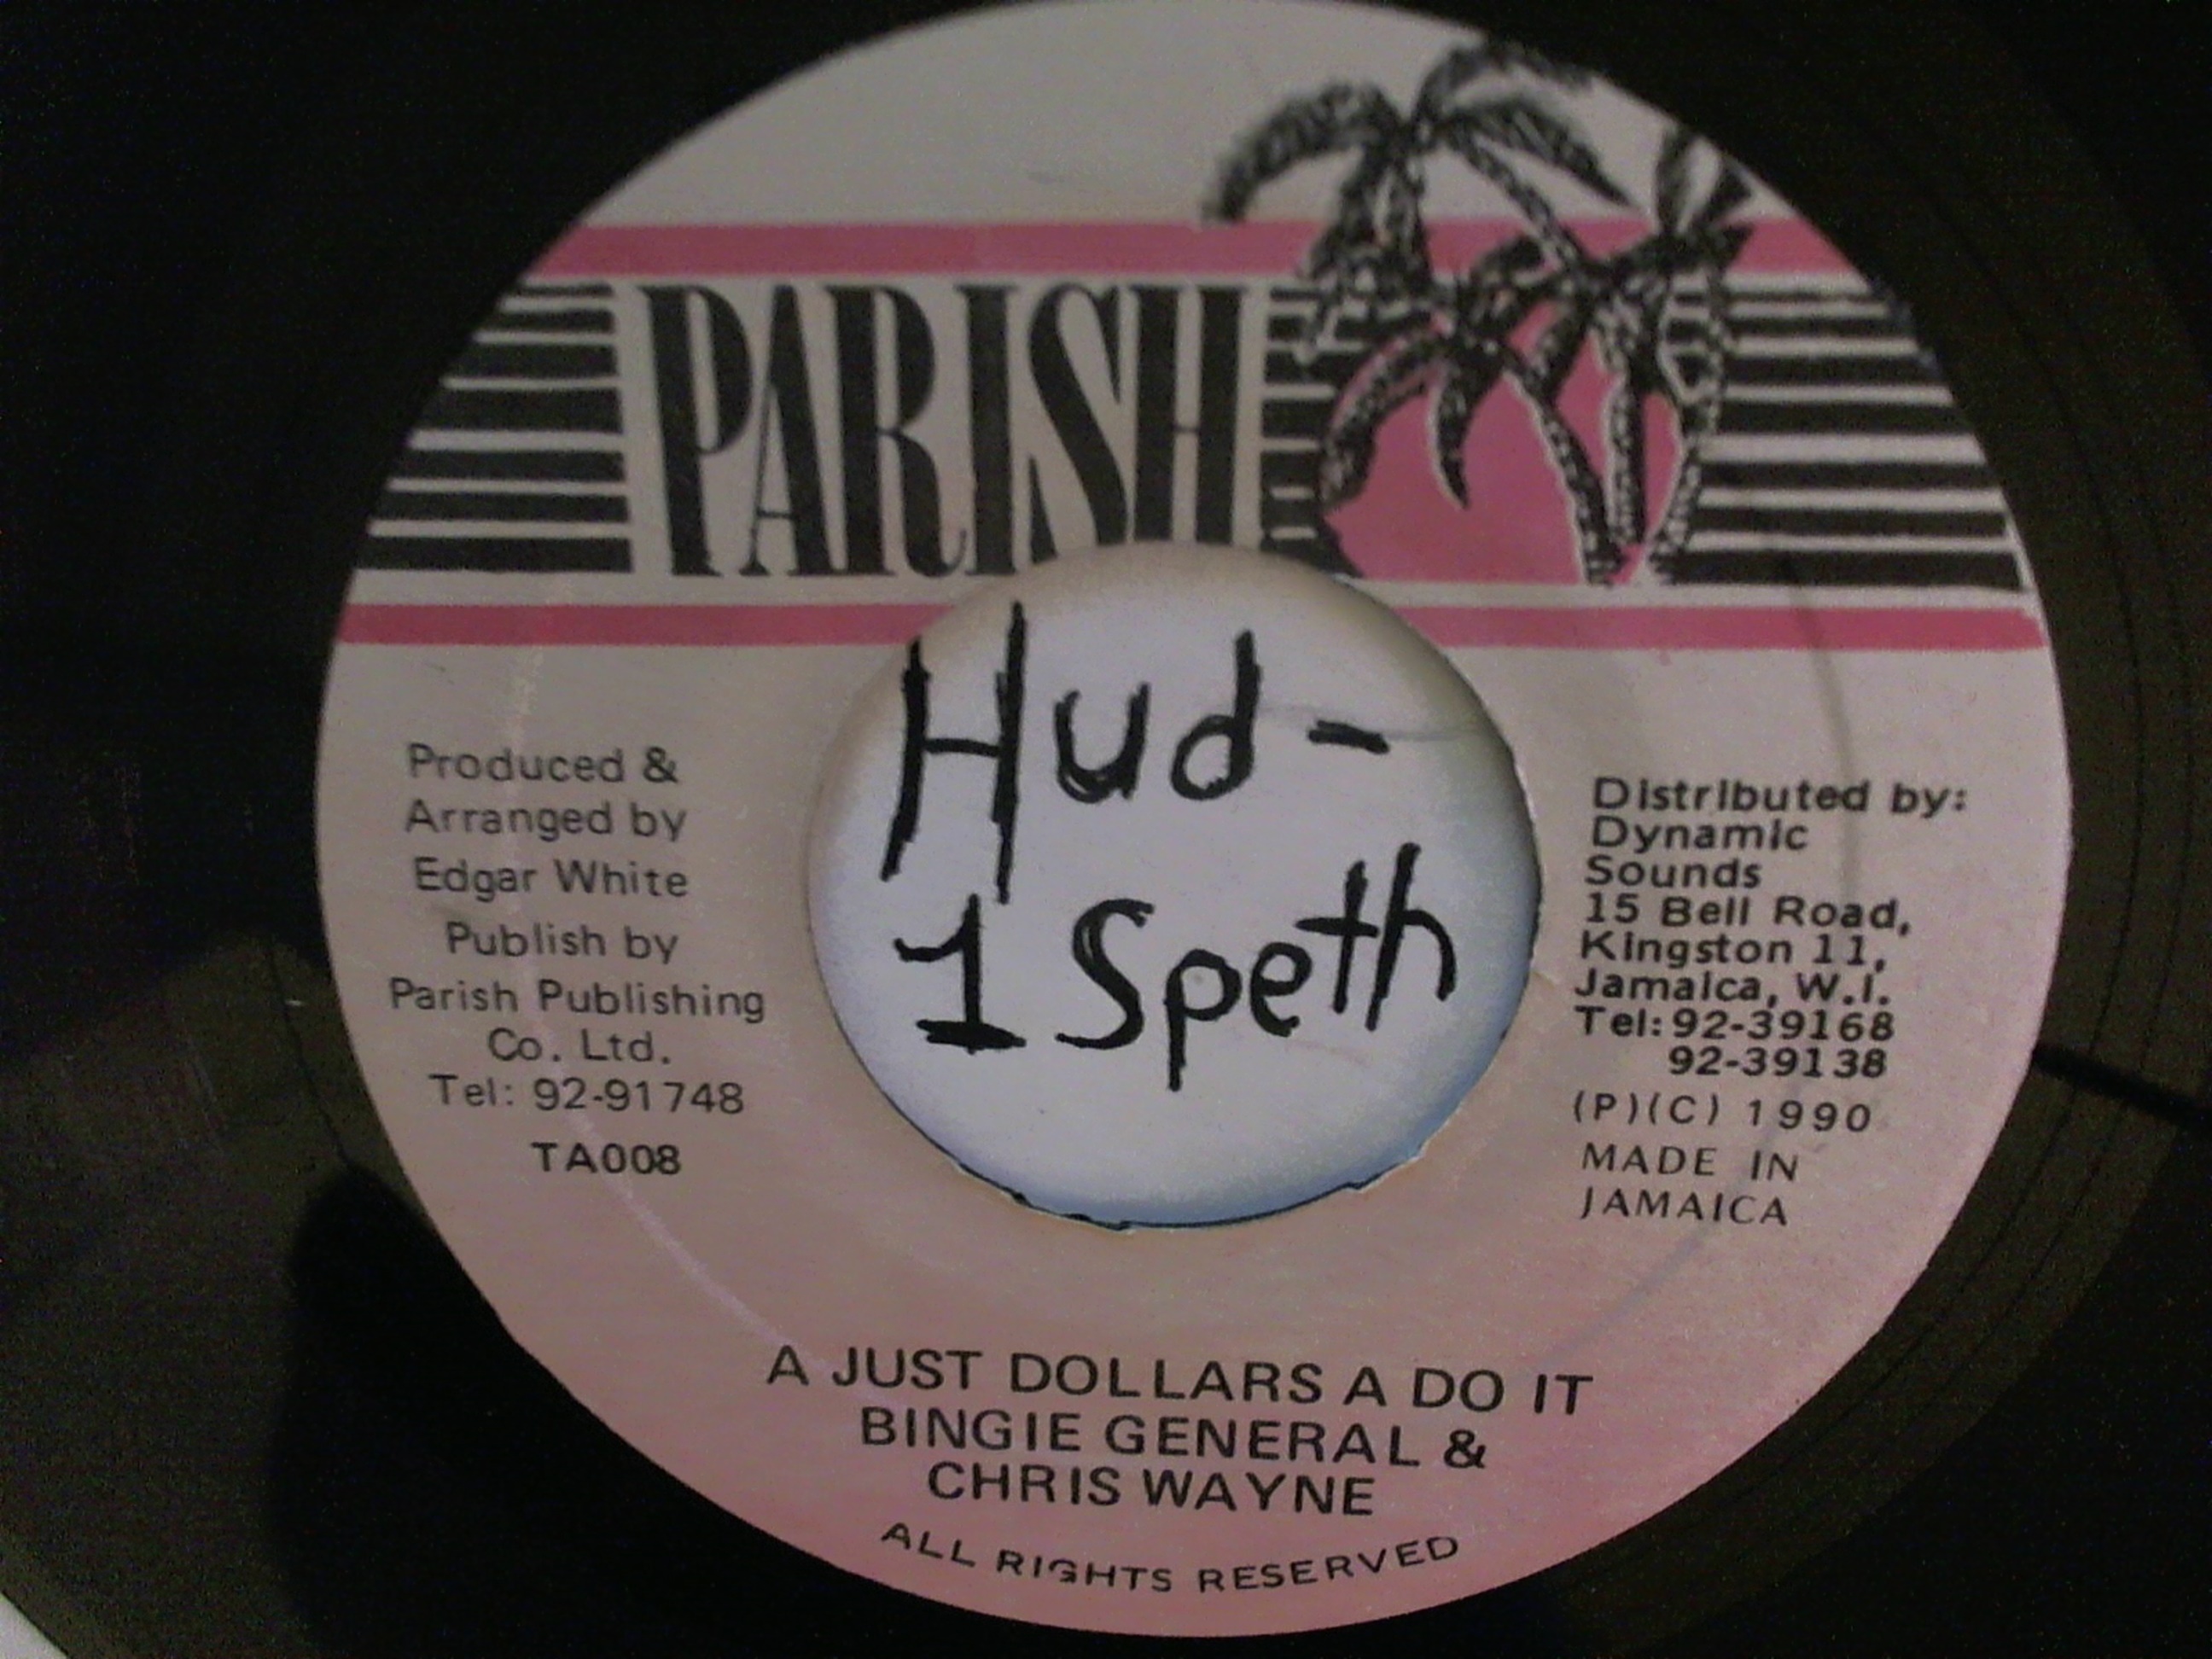 PARISH
Hud-
1 Speth
Produced &
Arranged by
Edgar White
Publish by
Parish Publishing
Co. Ltd.
Tel: 92-91748
TA008
Distributed by:
Dynamic
Sounds
15 Bell Road,
Kingston 11,
Jamaica, W.I.
Tel: 92-39168
92-39138
(P)(C) 1990
MADE IN
JAMAICA
A JUST DOLLARS A DO IT
BINGIE GENERAL &
CHRIS WAYNE
ALL RIGHTS RESERVED